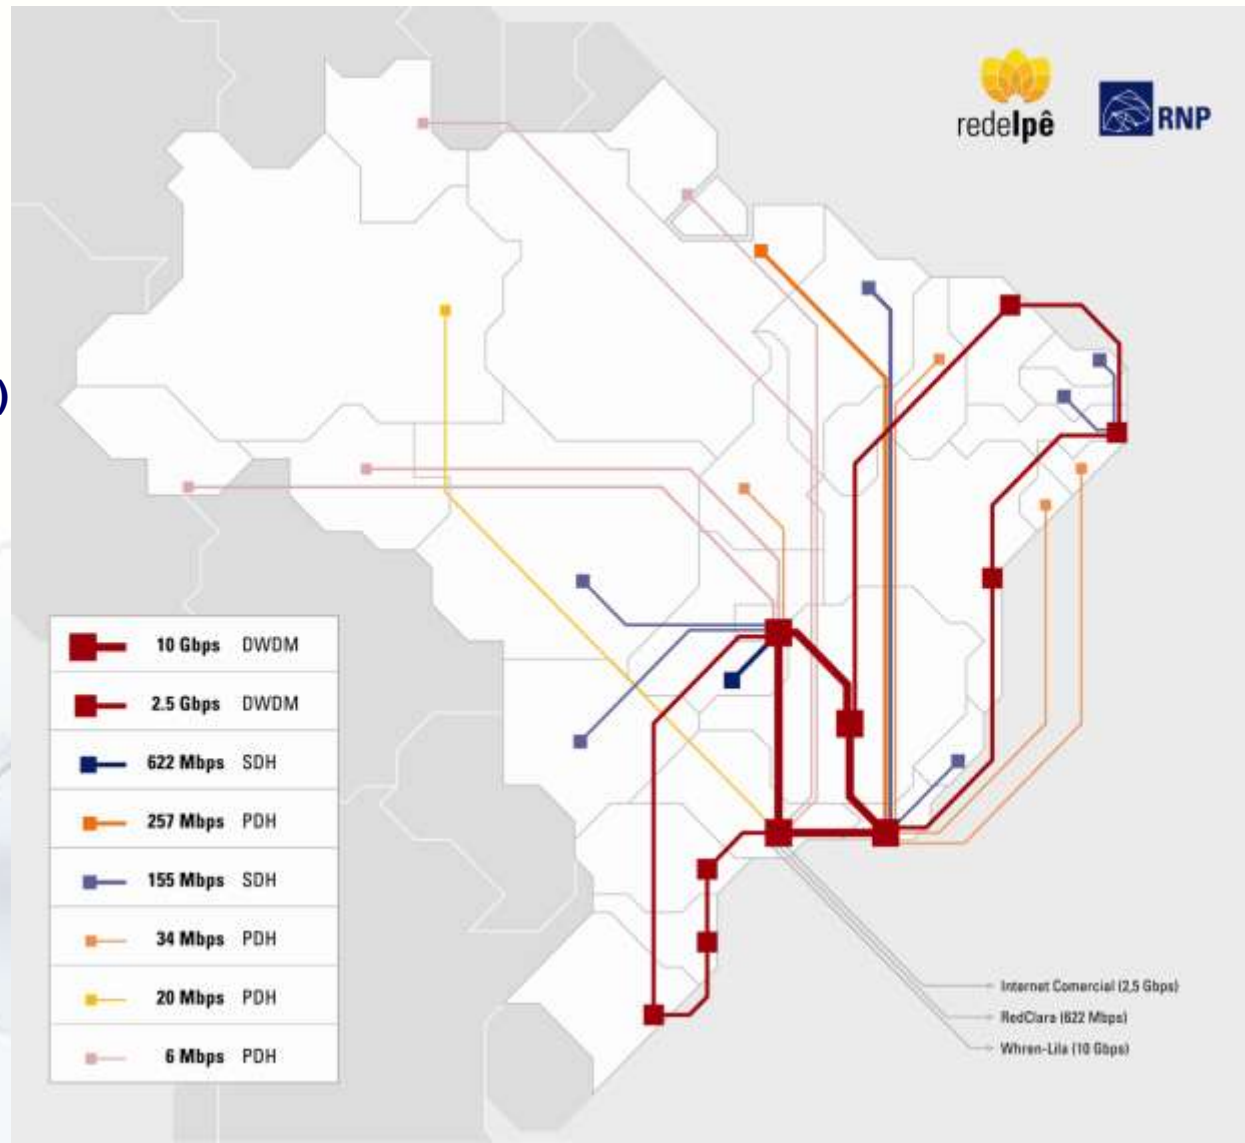 redeIpê
RNP
)
10 Gbps DWDM
2.5 Gbps DWDM
622 Mbps SDH
257 Mbps PDH
155 Mbps SDH
34 Mbps PDH
20 Mbps PDH
6 Mbps PDH
Internet Comercial (2,5 Gbps)
RedClara (622 Mbps)
Whren-Lila (10 Gbps)